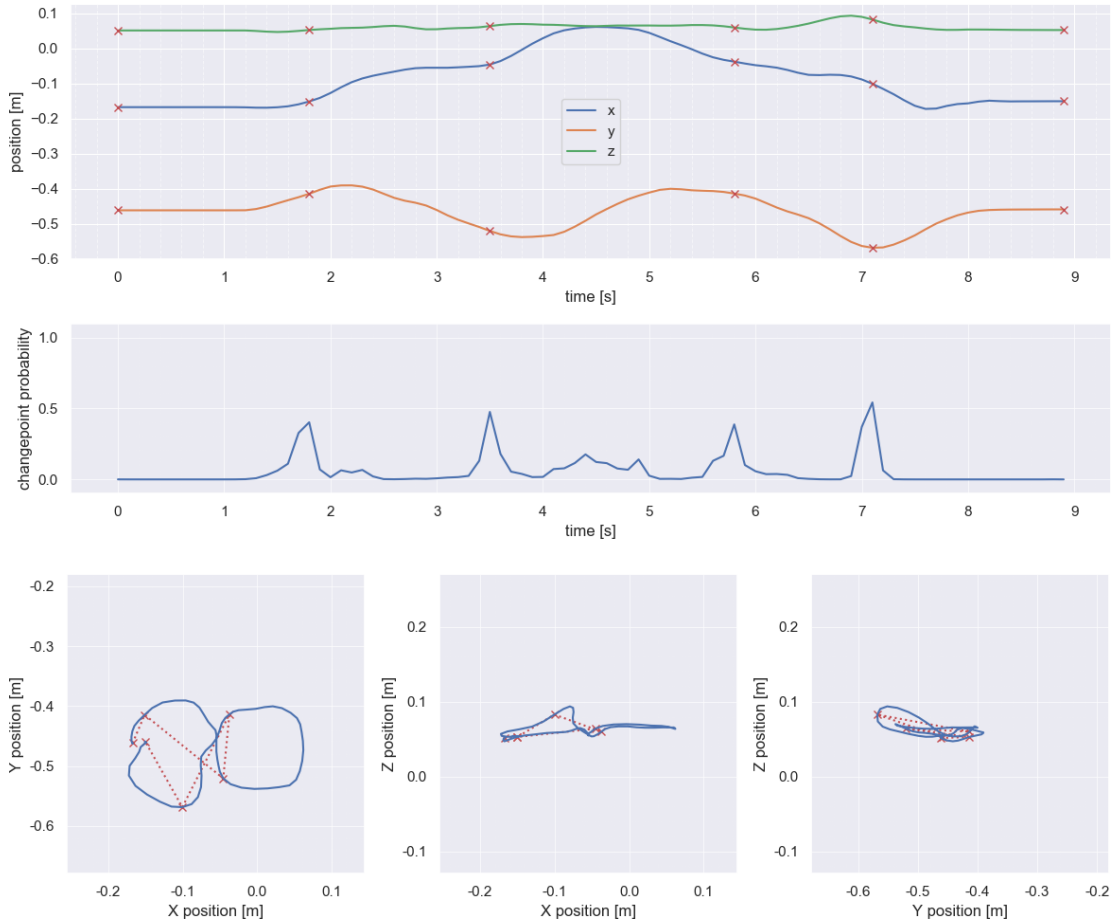 0.1
0.0
−0.1
−0.2
−0.3
−0.4
−0.5
−0.6
position [m]
x
y
z
0 1 2 3 4 5 6 7 8 9
time [s]
1.0
0.5
0.0
changepoint probability
0 1 2 3 4 5 6 7 8 9
time [s]
-0.2
-0.3
-0.4
-0.5
-0.6
Y position [m]
-0.2 -0.1 0.0 0.1
X position [m]
0.2
0.1
0.0
-0.1
Z position [m]
-0.2 -0.1 0.0 0.1
X position [m]
0.2
0.1
0.0
-0.1
Z position [m]
-0.6 -0.5 -0.4 -0.3 -0.2
Y position [m]